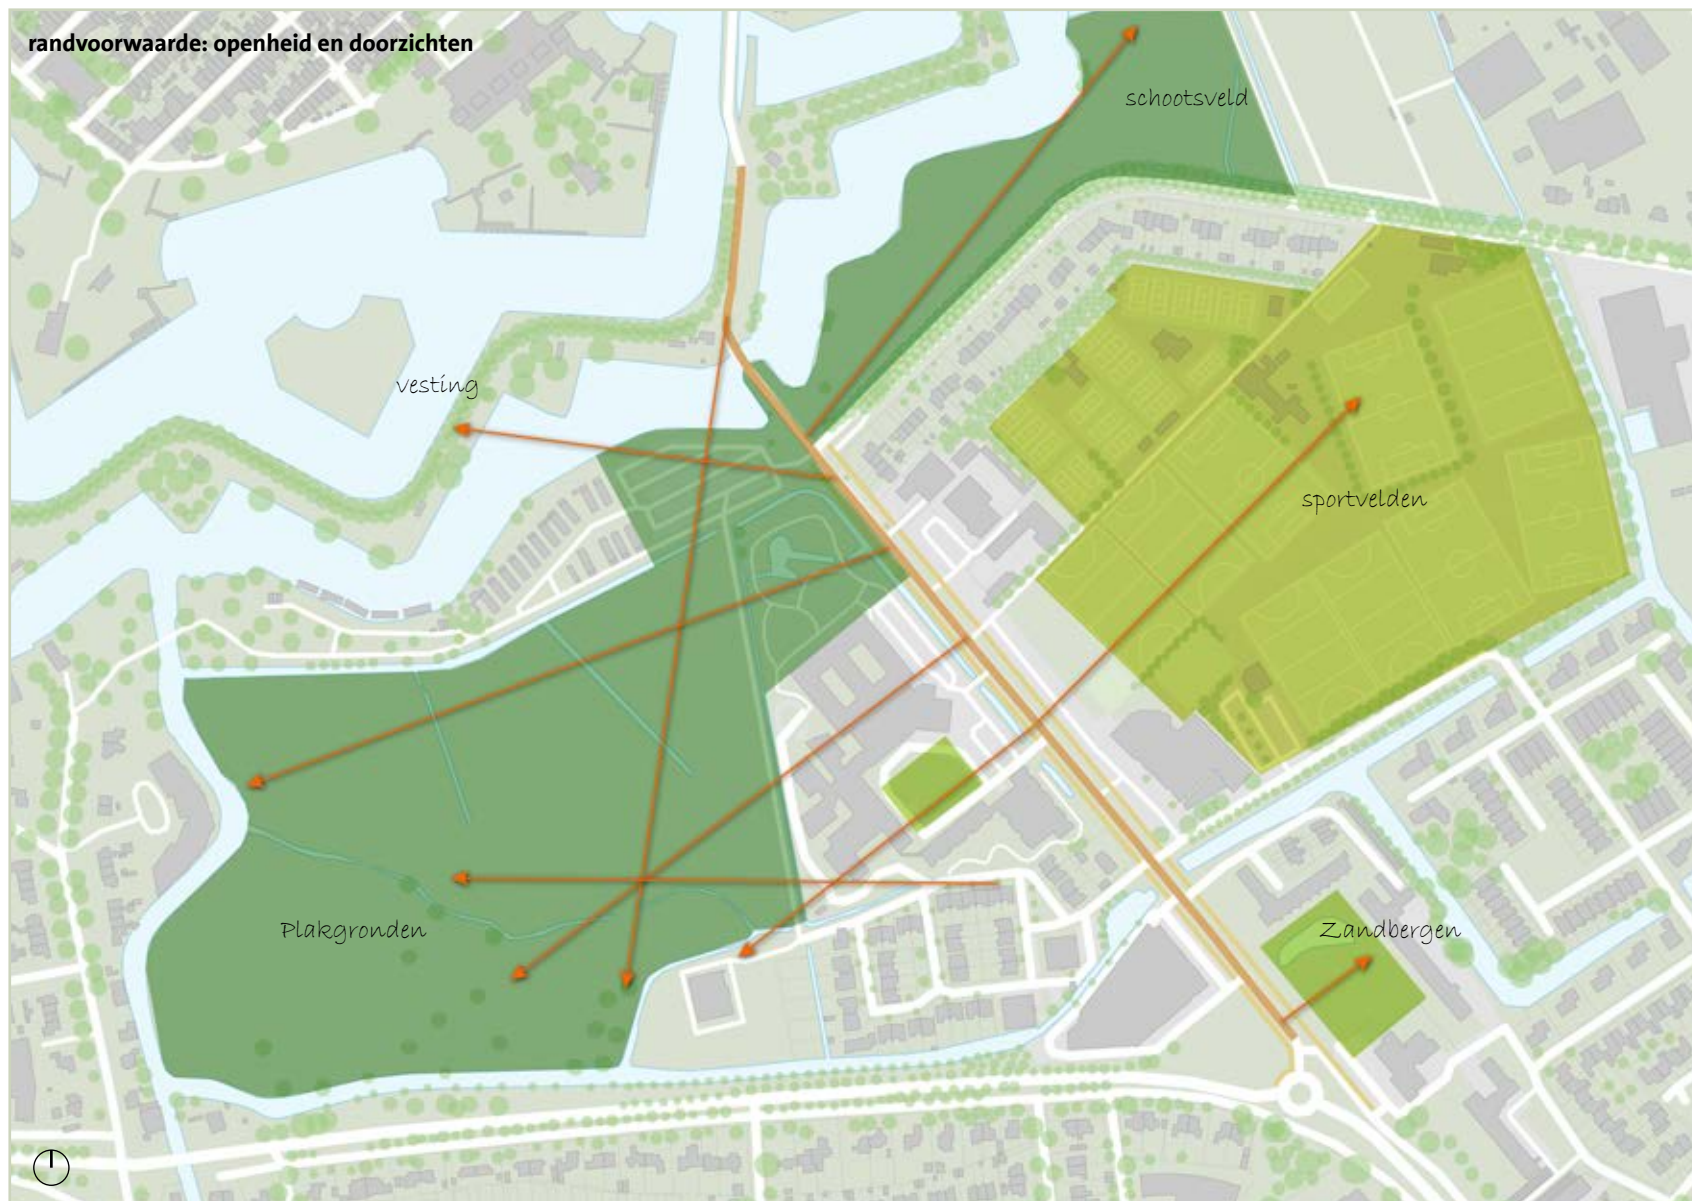 randvoorwaarde: openheid en doorzichten
schootsveld
vesting
sportvelden
Plakgronden
Zandbergen